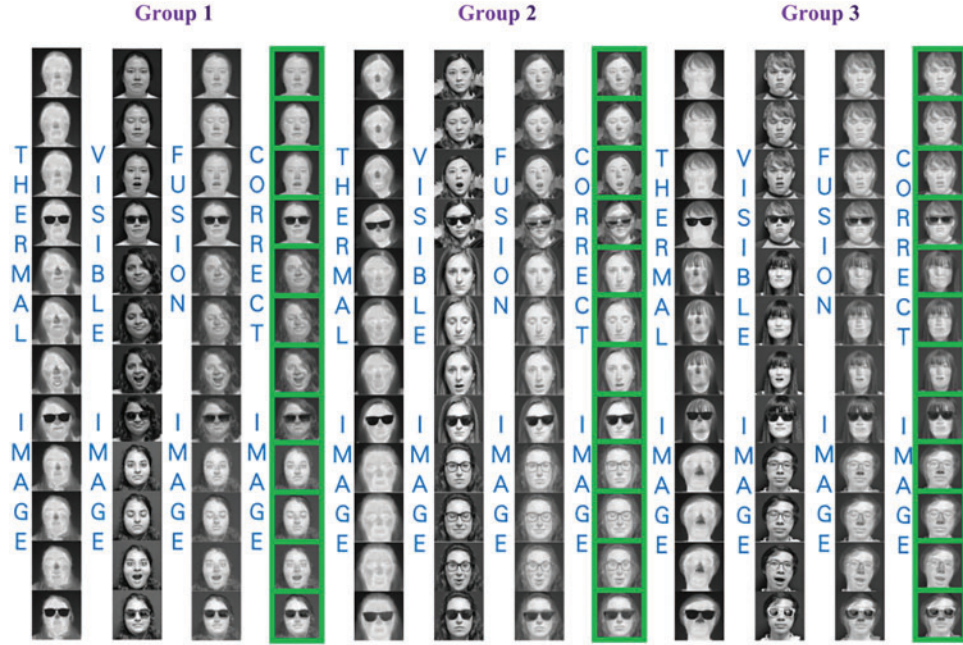 Group 1
Group 2
Group 3
THERMAL IMAGE
VISIBLE IMAGE
FUSION IMAGE
CORRECT IMAGE
THERMAL IMAGE
VISIBLE IMAGE
FUSION IMAGE
CORRECT IMAGE
THERMAL IMAGE
VISIBLE IMAGE
FUSION IMAGE
CORRECT IMAGE